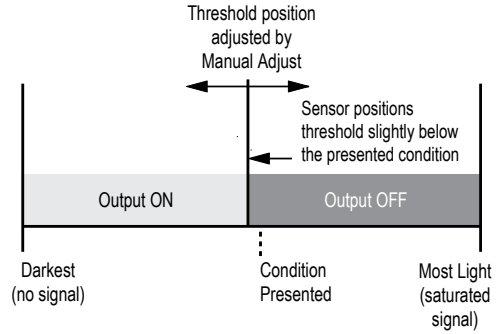 Threshold position
adjusted by
Manual Adjust
Sensor positions
threshold slightly below
the presented condition
Output ON
Output OFF
Darkest
(no signal)
Condition
Presented
Most Light
(saturated
signal)